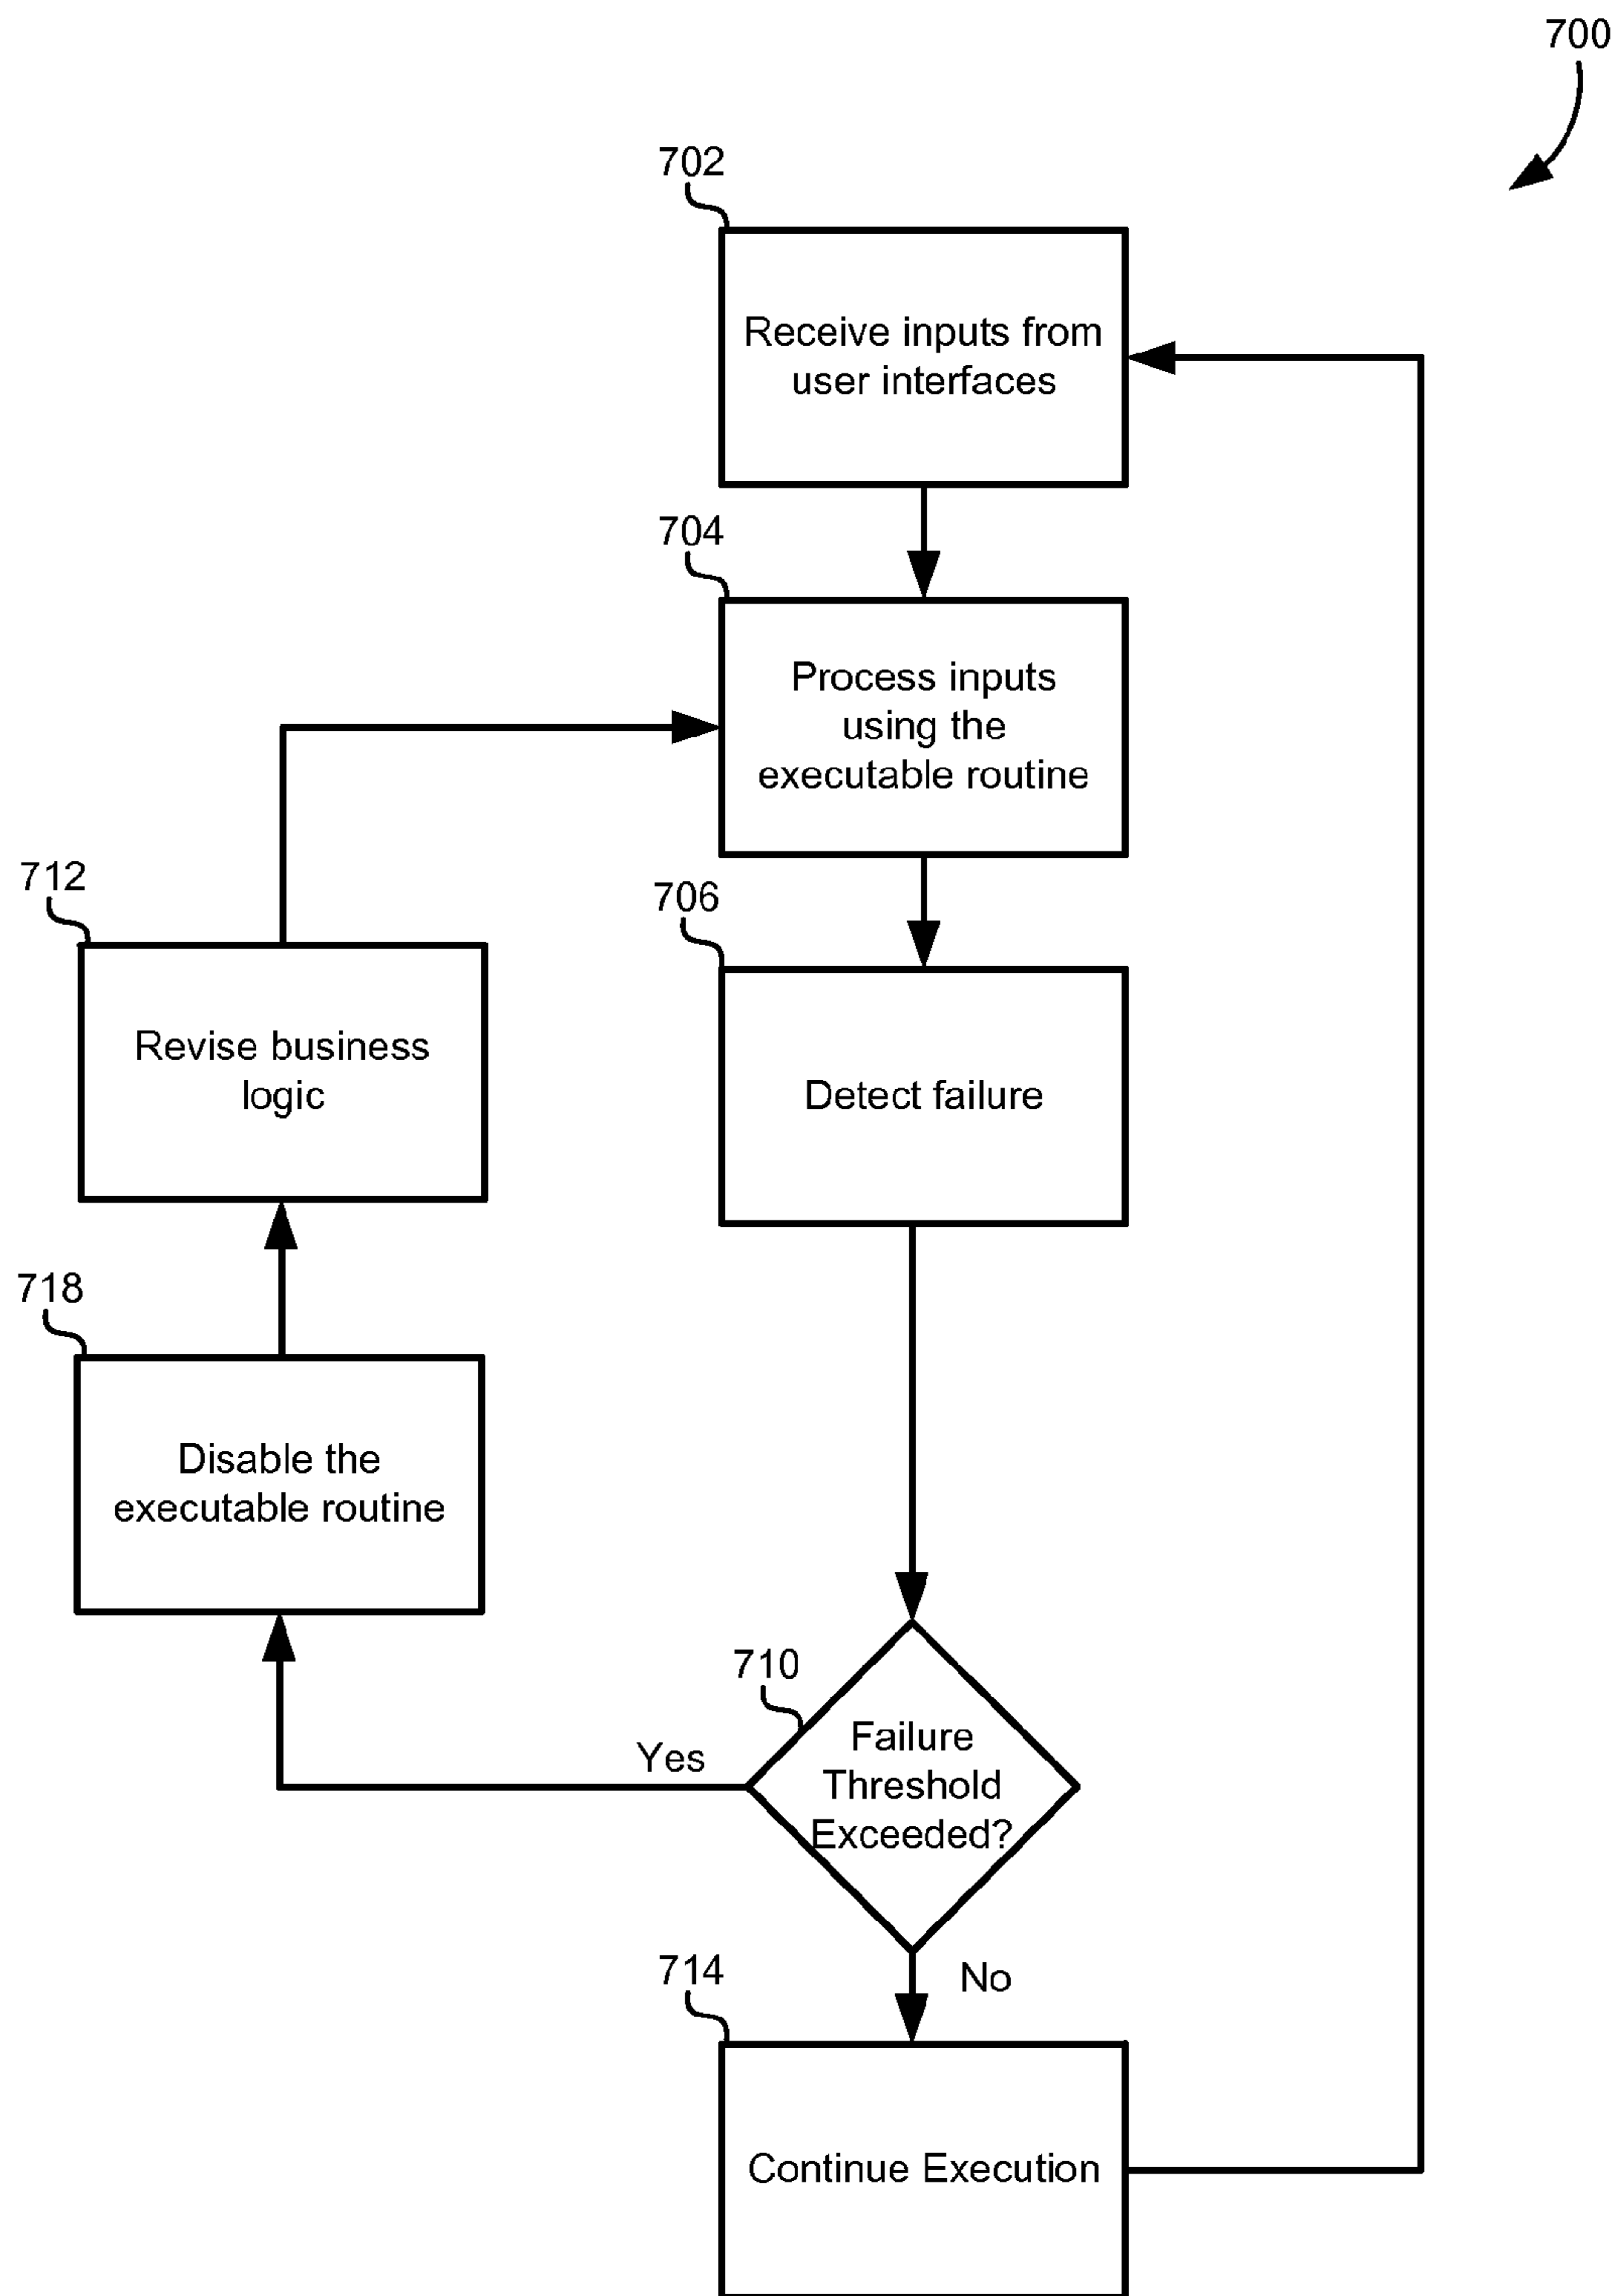 700
702
Receive inputs from
user interfaces
704
Process inputs
using the
executable routine
712
706
Revise business
logic
Detect failure
718
Disable the
executable routine
710
Yes
Failure
Threshold
Exceeded?
714
No
Continue Execution